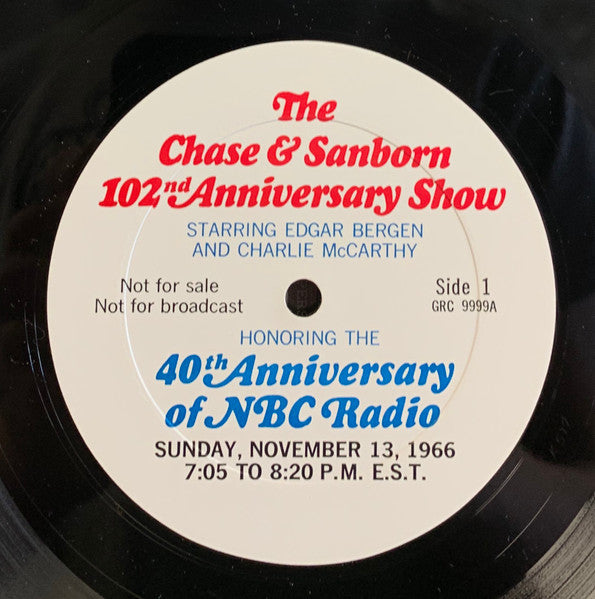 The
Chase & Sanborn
102nd Anniversary Show
STARRING EDGAR BERGEN
AND CHARLIE McCARTHY
Not for sale
Not for broadcast
Side 1
GRC 9999A
HONORING THE
40th Anniversary
of NBC Radio
SUNDAY, NOVEMBER 13, 1966
7:05 TO 8:20 P.M. E.S.T.